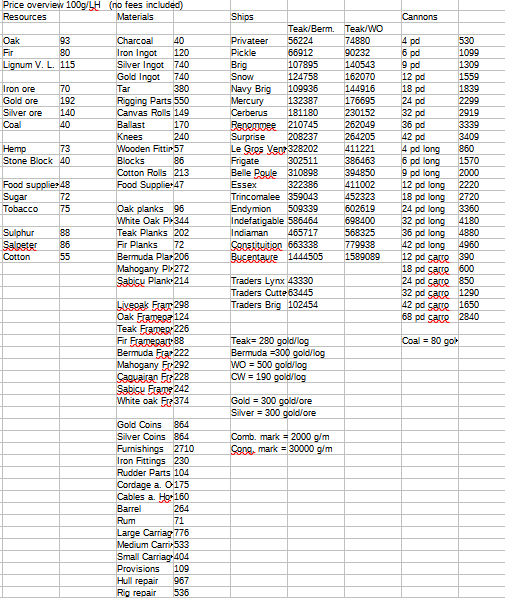 Price overview 100g/LH (no fees included)
Resources Materials Ships Cannons
Teak/Berm. Teak/WO
Oak 93 Charcoal 40 Privateer 56224 74880 4 pd 530
Fir 80 Iron Ingot 120 Pickle 66912 90232 6 pd 1099
Lignum V. L. 115 Silver Ingot 740 Brig 107895 140543 9 pd 1309
Gold Ingot 740 Snow 124758 162070 12 pd 1559
Iron ore 70 Tar 380 Navy Brig 109936 144916 18 pd 1839
Gold ore 192 Rigging Parts 550 Mercury 132387 176695 24 pd 2299
Silver ore 140 Canvas Rolls 149 Cerberus 181180 230152 32 pd 2919
Coal 40 Ballast 170 Renommee 210745 262049 36 pd 3339
Knees 240 Surprise 208237 264205 42 pd 3409
Hemp 73 Wooden Fittin 57 Le Gros Vent 328202 411221 4 pd long 860
Stone Block 40 Blocks 86 Frigate 302511 386463 6 pd long 1570
Cotton Rolls 213 Belle Poule 310898 394850 9 pd long 2000
Food supplie 48 Food Supplie 47 Essex 322386 411002 12 pd long 2220
Sugar 72 Trincomalee 359043 452323 18 pd long 2720
Tobacco 75 Oak planks 96 Endymion 509339 602619 24 pd long 3360
White Oak Pl 344 Indefatigable 586464 698400 32 pd long 4180
Sulphur 88 Teak Planks 202 Indiaman 465717 568325 36 pd long 4880
Salpeter 86 Fir Planks 72 Constituition 663338 779938 42 pd long 4960
Cotton 55 Bermuda Pla 206 Bucentaure 1444505 1589089 12 pd carro 390
Mahogany Pl 272 18 pd carro 600
Sabicu Plank 214 Traders Lynx 43330 24 pd carro 850
Traders Cutte 63445 32 pd carro 1290
Liveoak Fram 298 Traders Brig 102454 42 pd carro 1650
Oak Framepa 124 68 pd carro 2840
Teak Framep 226
Fir Framepart 88 Teak= 280 gold/log Coal = 80 gol
Bermuda Fra 222 Bermuda =300 gold/log
Mahogany Fr 292 WO = 500 gold/log
Caguairan Fr 228 CW = 190 gold/log
Sabicu Frame 242
White oak Fr 374 Gold = 300 gold/ore
Silver = 300 gold/ore
Gold Coins 864
Silver Coins 864 Comb. mark = 2000 g/m
Furnishings 2710 Conq. mark = 30000 g/m
Iron Fittings 230
Rudder Parts 104
Cordage a. O 175
Cables a. Ho 160
Barrel 264
Rum 71
Large Carriag 776
Medium Carri 533
Small Carriag 404
Provisions 109
Hull repair 967
Rig repair 536